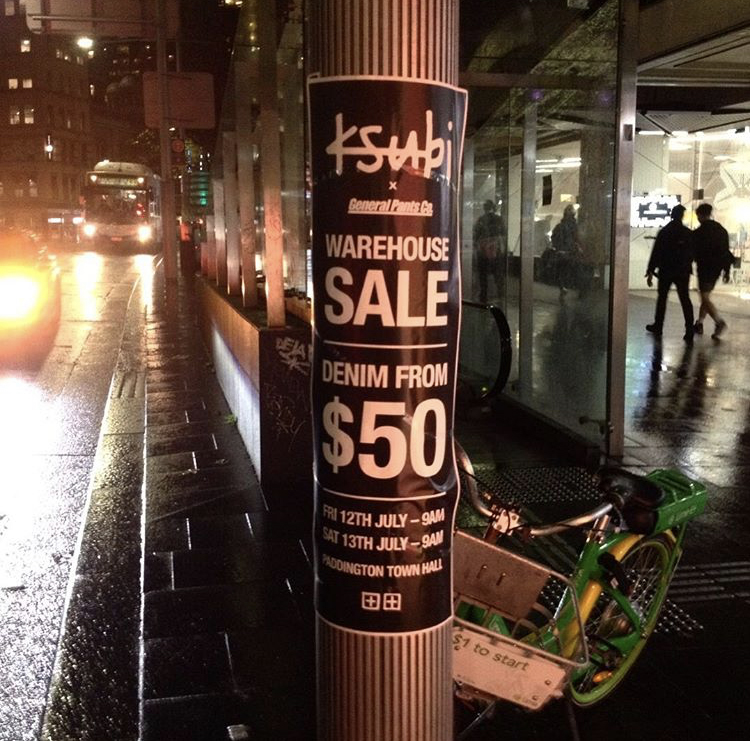 ksubi
x
General Pants Co.
WAREHOUSE
SALE
DENIM FROM
$50
FRI 12TH JULY – 9AM
SAT 13TH JULY – 9AM
PADDINGTON TOWN HALL
$1 to start